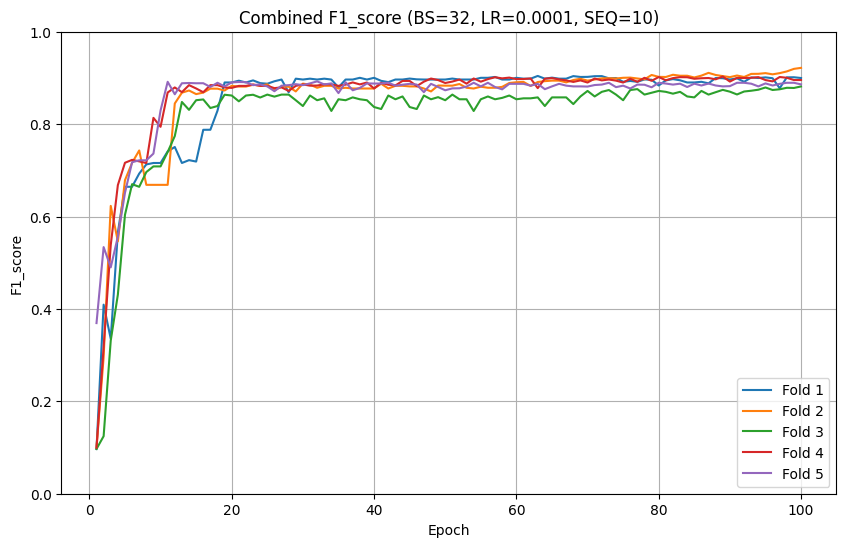 Combined F1_score (BS=32, LR=0.0001, SEQ=10)
1.0
0.8
0.6
0.4
0.2
0.0
F1_score
0 20 40 60 80 100
Epoch
Fold 1
Fold 2
Fold 3
Fold 4
Fold 5